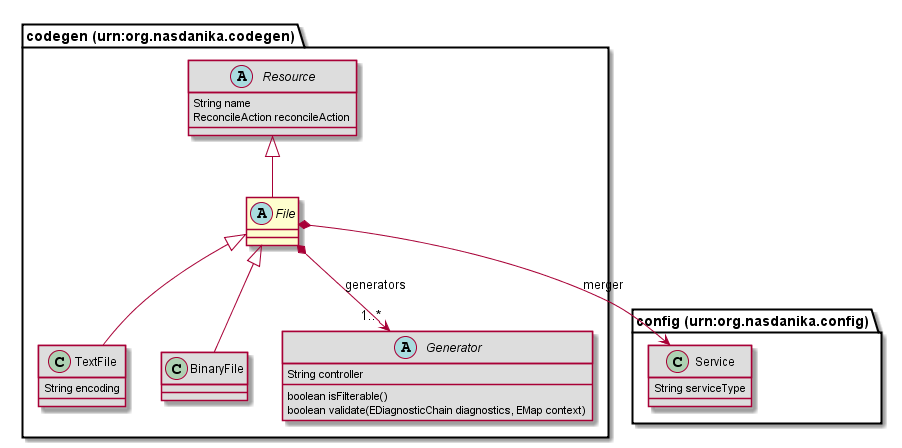 codegen (urn:org.nasdanika.codegen)
A Resource
String name
ReconcileAction reconcileAction
A File
generators
merger
1..*
config (urn:org.nasdanika.config)
C TextFile
String encoding
C BinaryFile
A Generator
String controller
boolean isFilterable()
boolean validate(EDiagnosticChain diagnostics, EMap context)
C Service
String serviceType